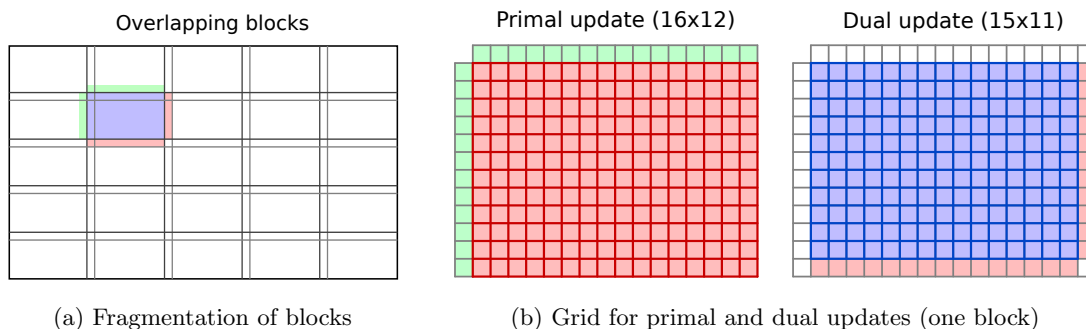 Overlapping blocks
Primal update (16x12)
Dual update (15x11)
(a) Fragmentation of blocks
(b) Grid for primal and dual updates (one block)